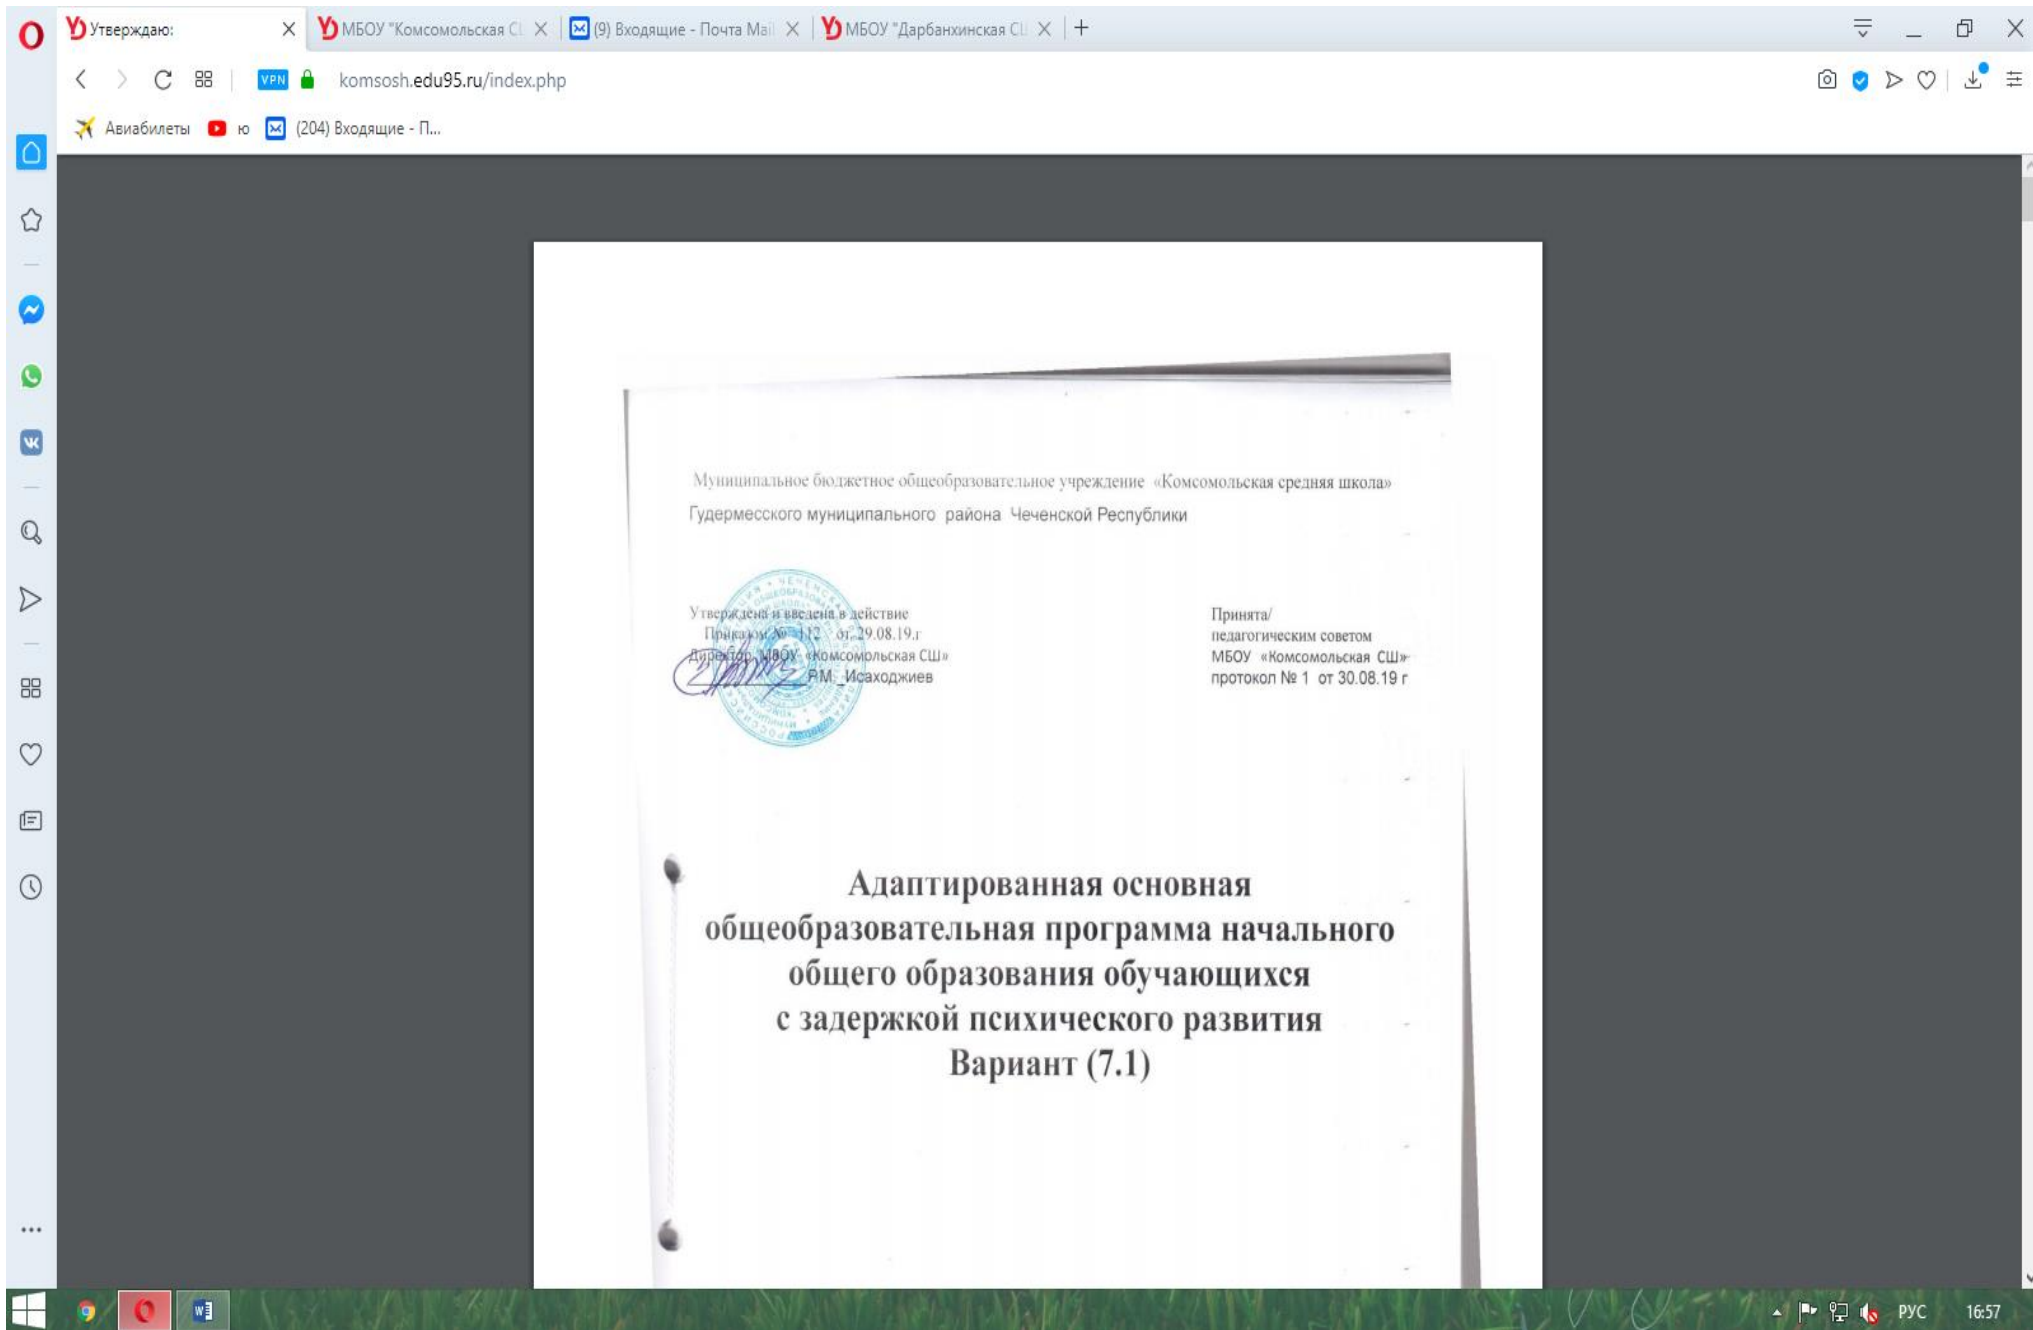 Утверждаю:
МБОУ "Комсомольская С
(9) Входящие - Почта Mail
МБОУ "Дарбанхинская СШ
VPN komsosh.edu95.ru/index.php
Авиабилеты ю (204) Входящие - П...
Муниципальное бюджетное общеобразовательное учреждение «Комсомольская средняя школа»
Гудермесского муниципального района Чеченской Республики
Утверждена и введена в действие
Приказом № 112 от 29.08.19.г
Директор МБОУ «Комсомольская СШ»
Р.М._Исаходжиев
Принята/
педагогическим советом
МБОУ «Комсомольская СШ»
протокол № 1 от 30.08.19 г
Адаптированная основная
общеобразовательная программа начального
общего образования обучающихся
с задержкой психического развития
Вариант (7.1)
РУС 16:57